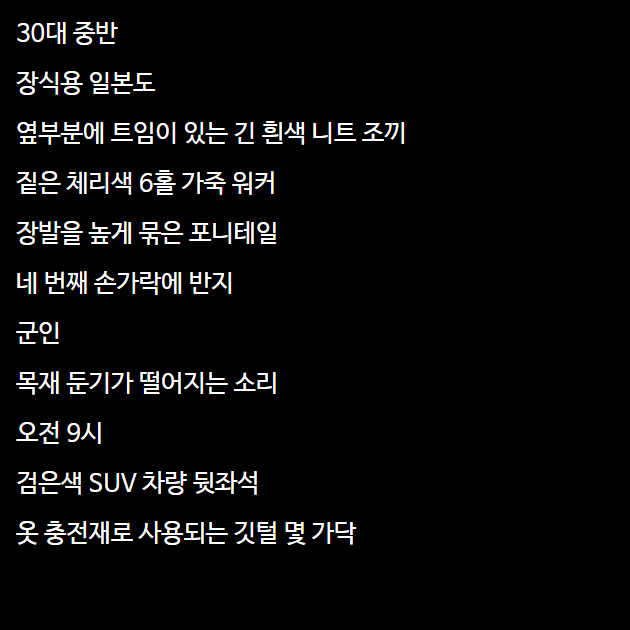 30대 중반
장식용 일본도
옆부분에 트임이 있는 긴 흰색 니트 조끼
짙은 체리색 6홀 가죽 워커
장발을 높게 묶은 포니테일
네 번째 손가락에 반지
군인
목재 둔기가 떨어지는 소리
오전 9시
검은색 SUV 차량 뒷좌석
옷 충전재로 사용되는 깃털 몇 가닥